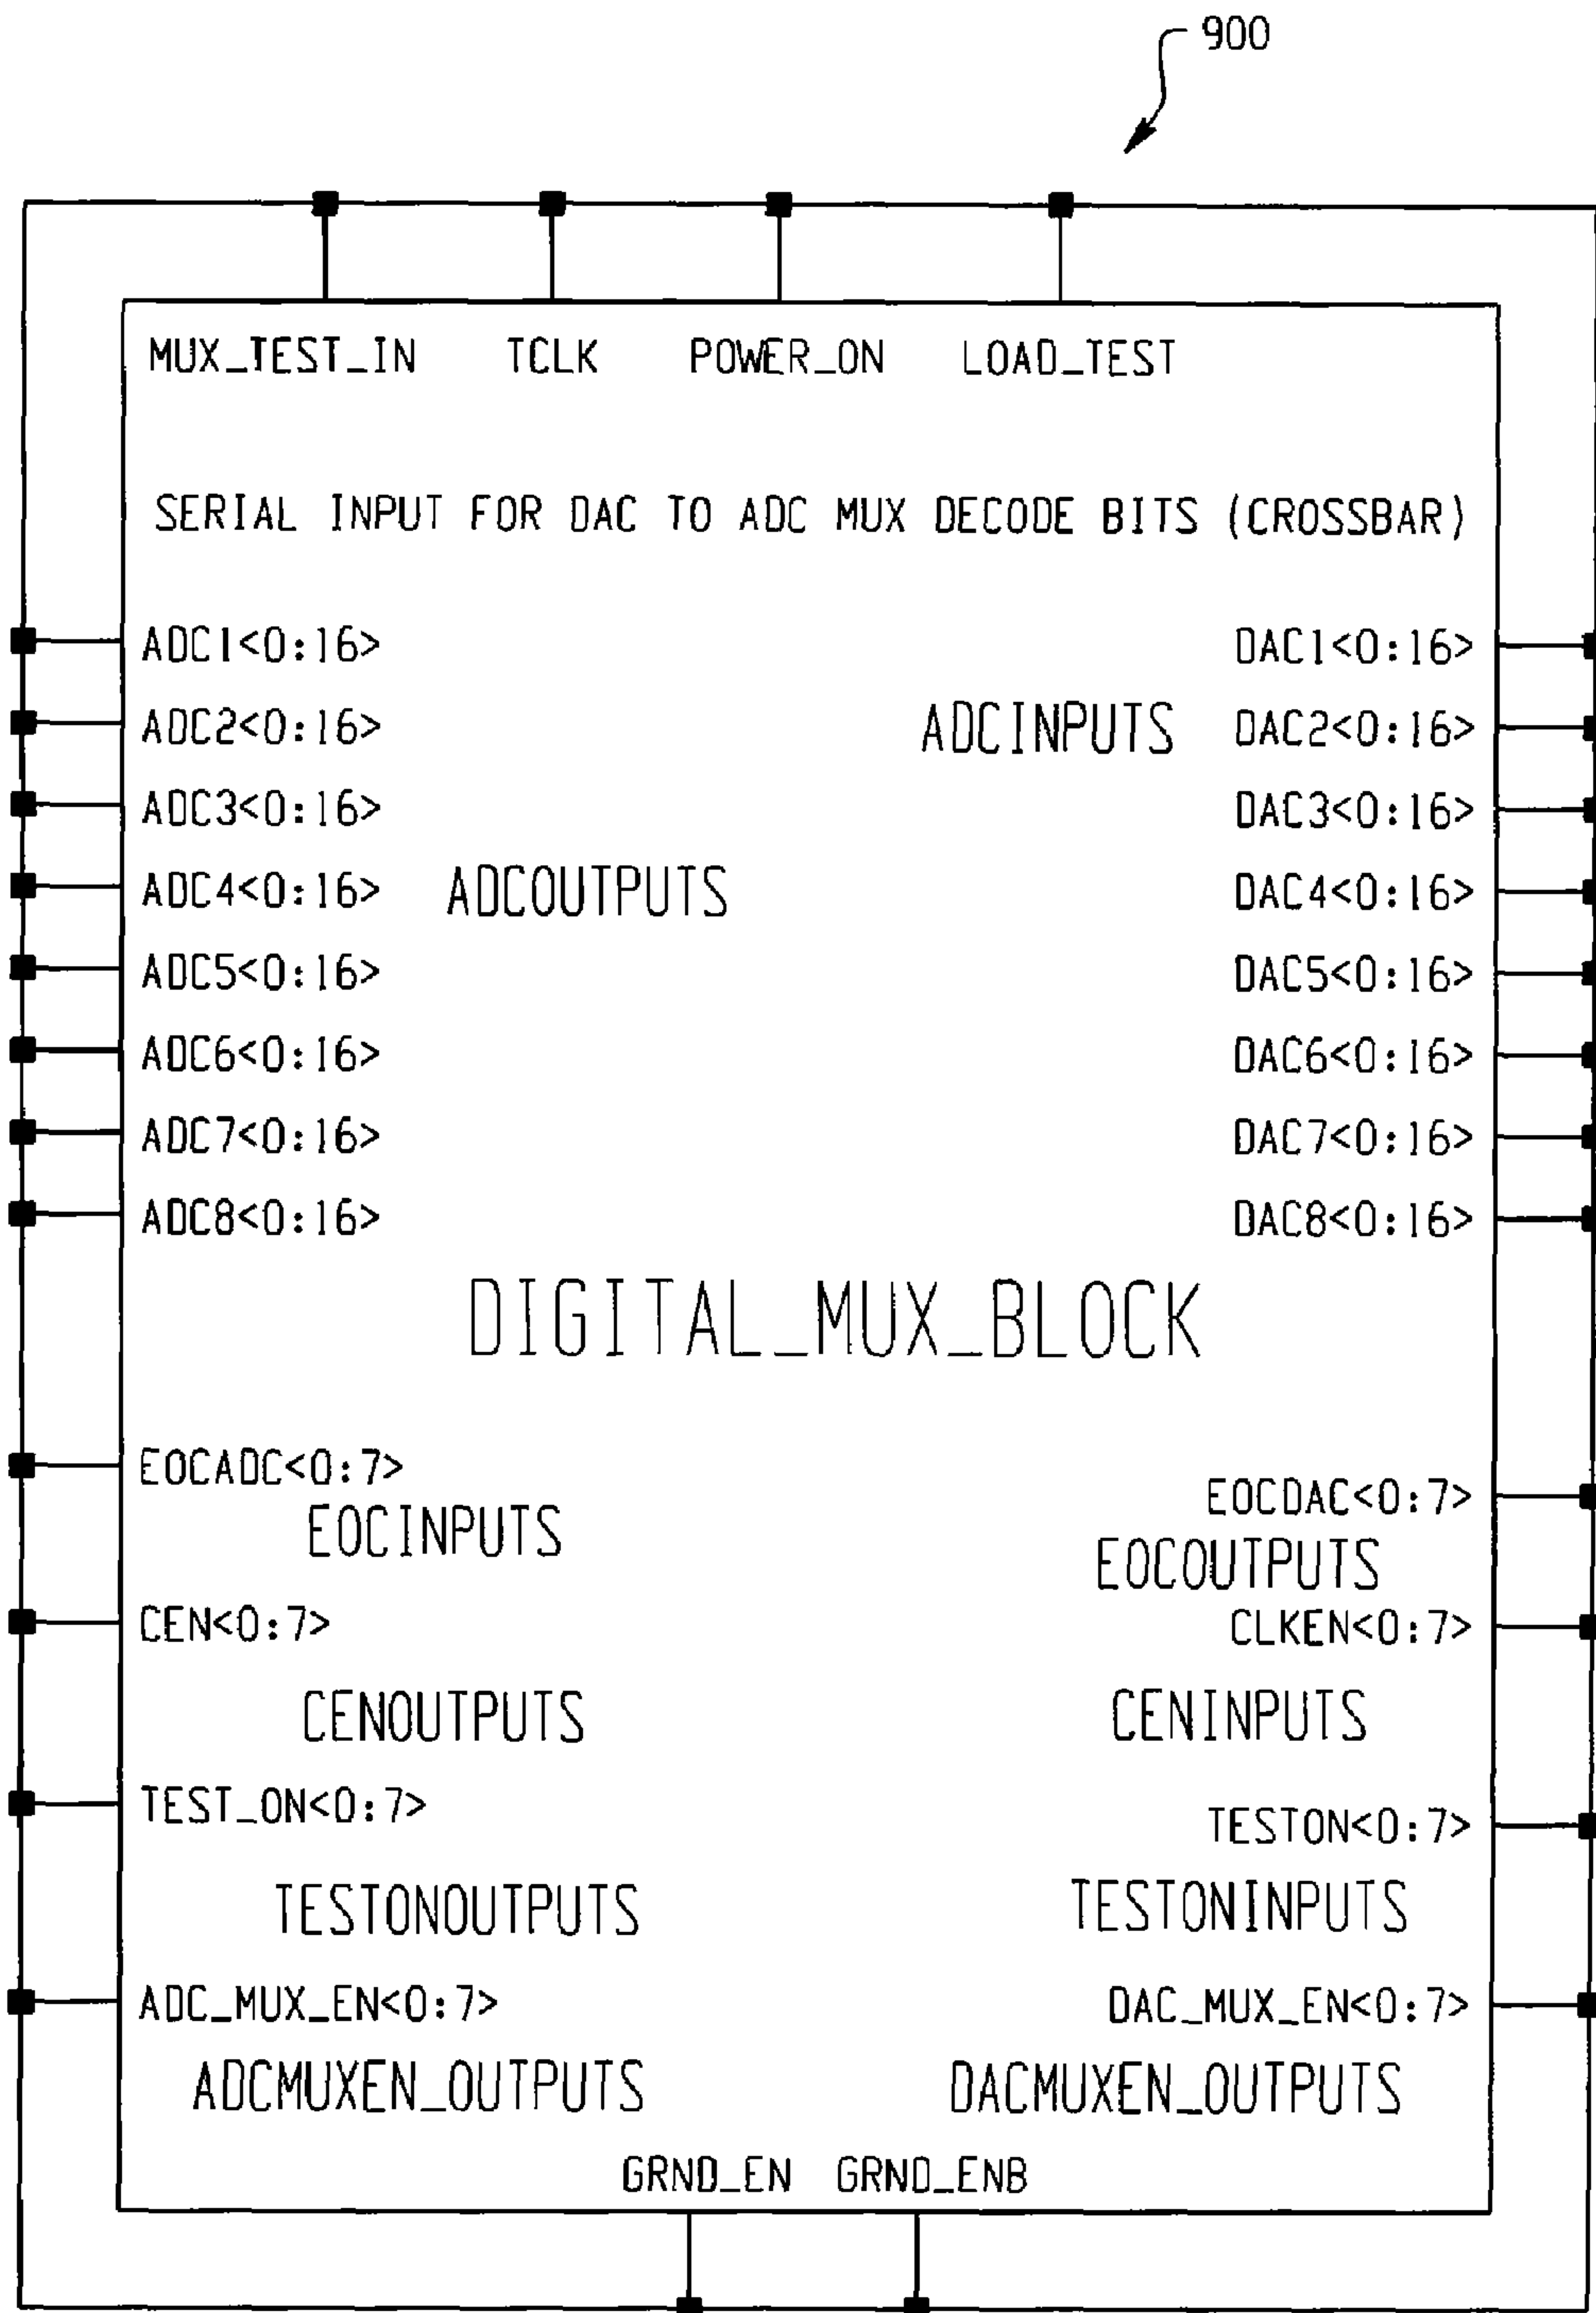 900
MUX_TEST_IN TCLK POWER_ON LOAD_TEST
SERIAL INPUT FOR DAC TO ADC MUX DECODE BITS (CROSSBAR)
ADC1<0:16> DAC1<0:16>
ADC2<0:16> ADCINPUTS DAC2<0:16>
ADC3<0:16> DAC3<0:16>
ADC4<0:16> ADCOUTPUTS DAC4<0:16>
ADC5<0:16> DAC5<0:16>
ADC6<0:16> DAC6<0:16>
ADC7<0:16> DAC7<0:16>
ADC8<0:16> DAC8<0:16>
DIGITAL_MUX_BLOCK
EOCADC<0:7> EOCDAC<0:7>
EOCINPUTS EOCOUTPUTS
CEN<0:7> CLKEN<0:7>
CENOUTPUTS CENINPUTS
TEST_ON<0:7> TESTON<0:7>
TESTONOUTPUTS TESTONINPUTS
ADC_MUX_EN<0:7> DAC_MUX_EN<0:7>
ADCMUXEN_OUTPUTS DACMUXEN_OUTPUTS
GRND_EN GRND_ENB